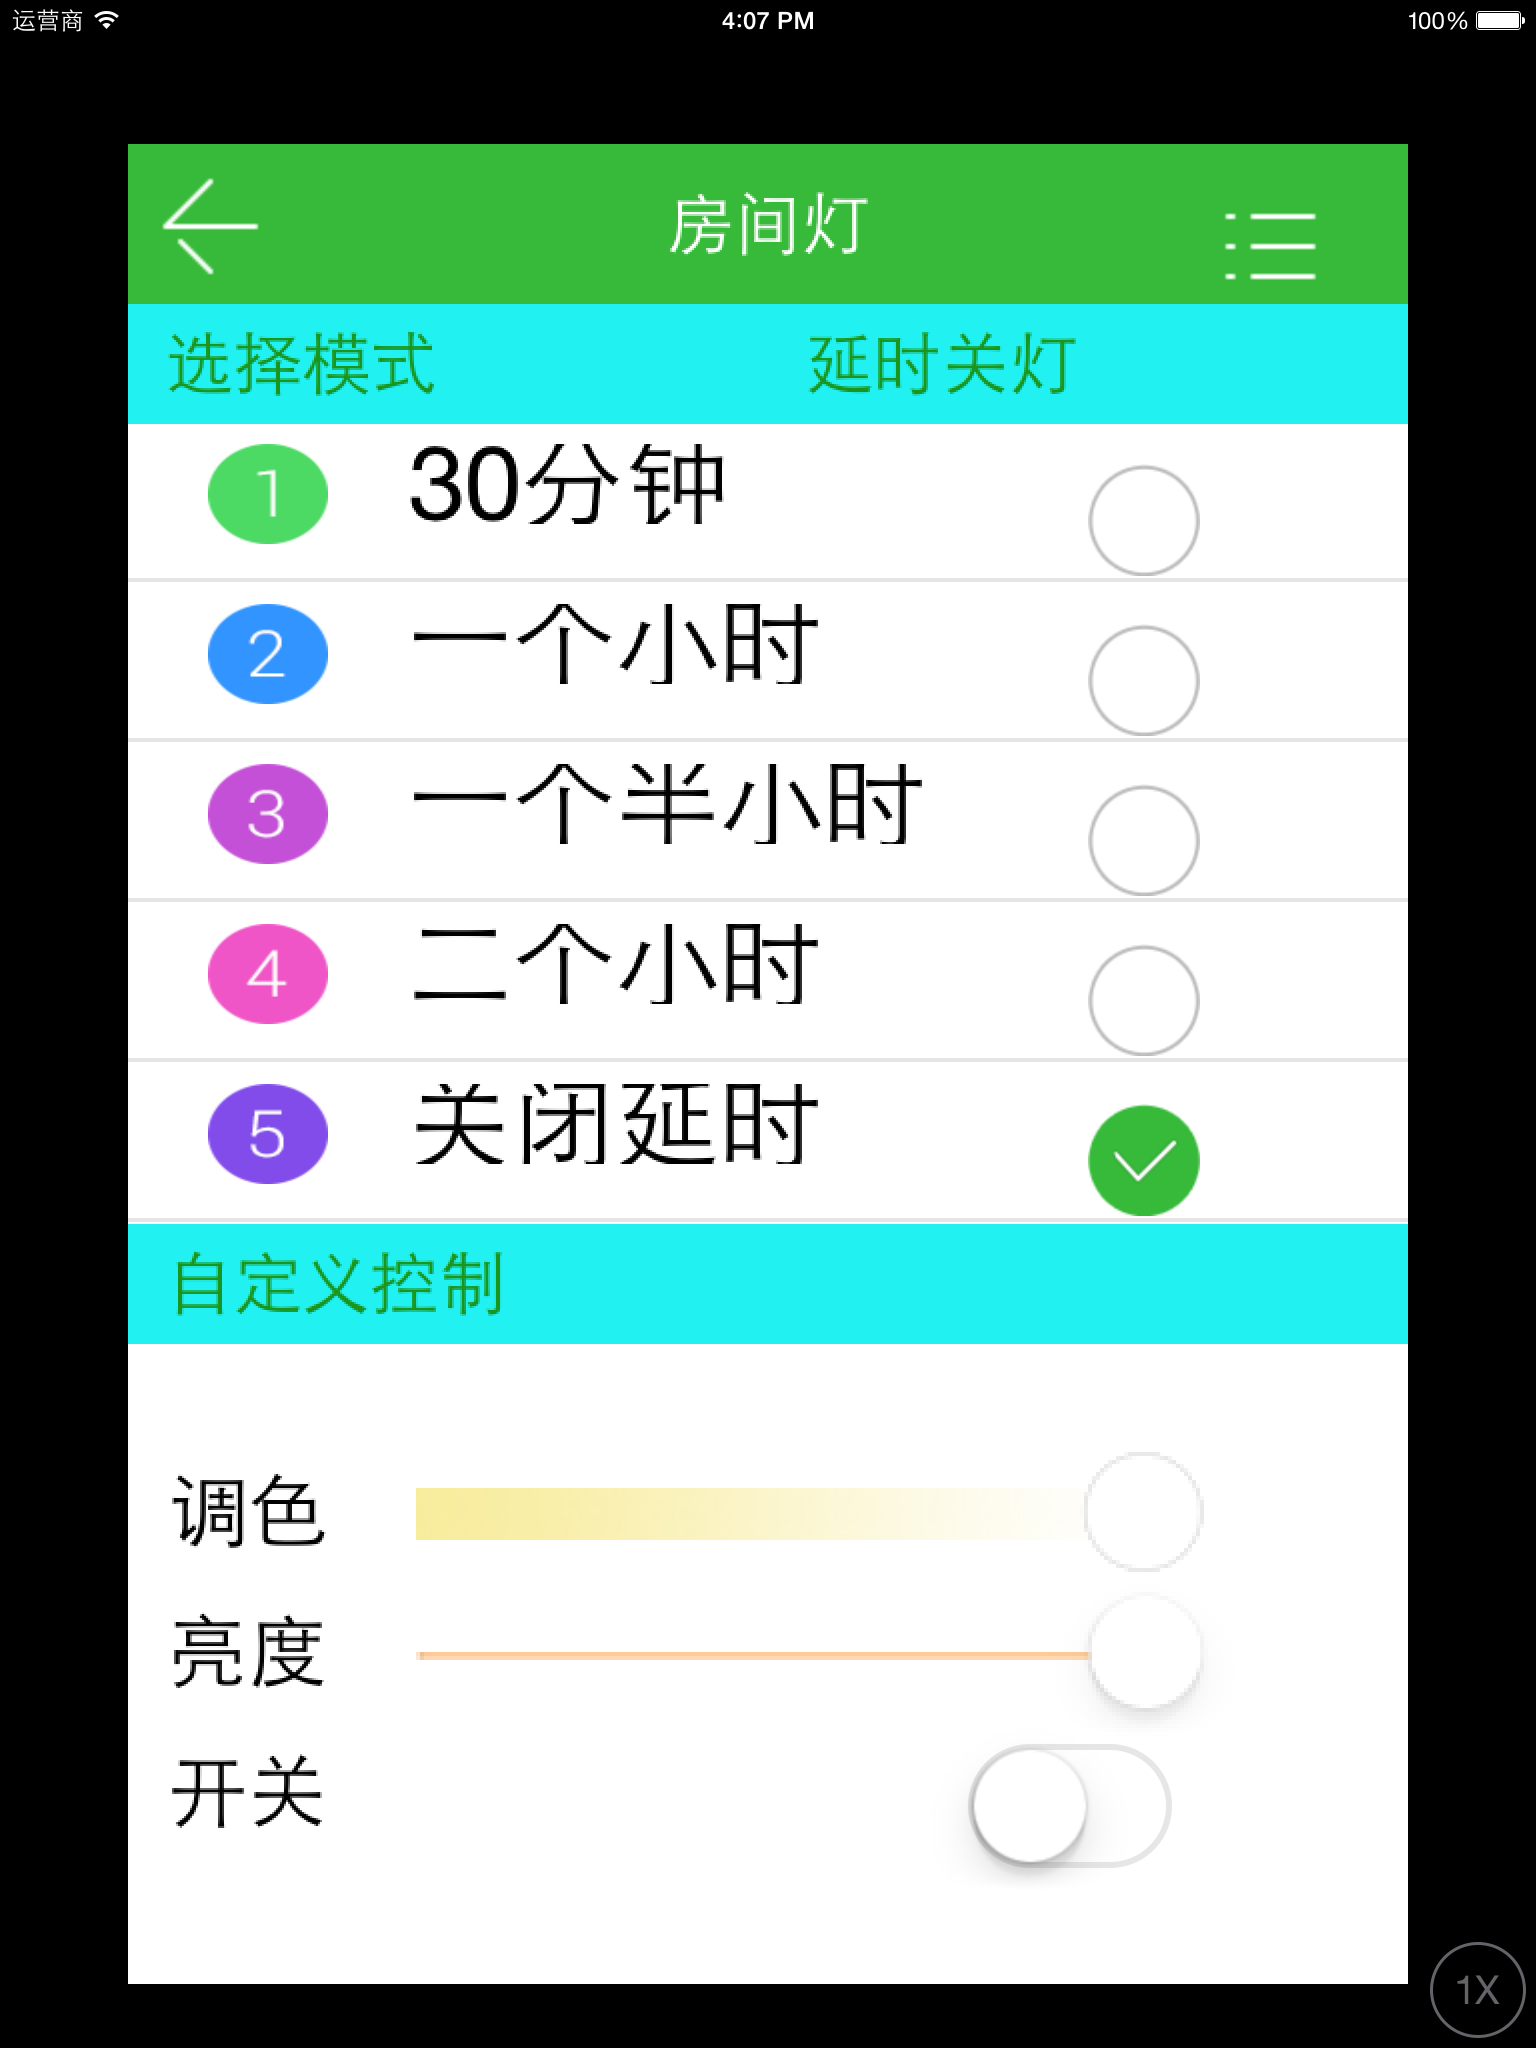 运营商 4:07 PM 100%
房间灯
选择模式 延时关灯
1 30分钟
2 一个小时
3 一个半小时
4 二个小时
5 关闭延时
自定义控制
调色
亮度
开关
1X